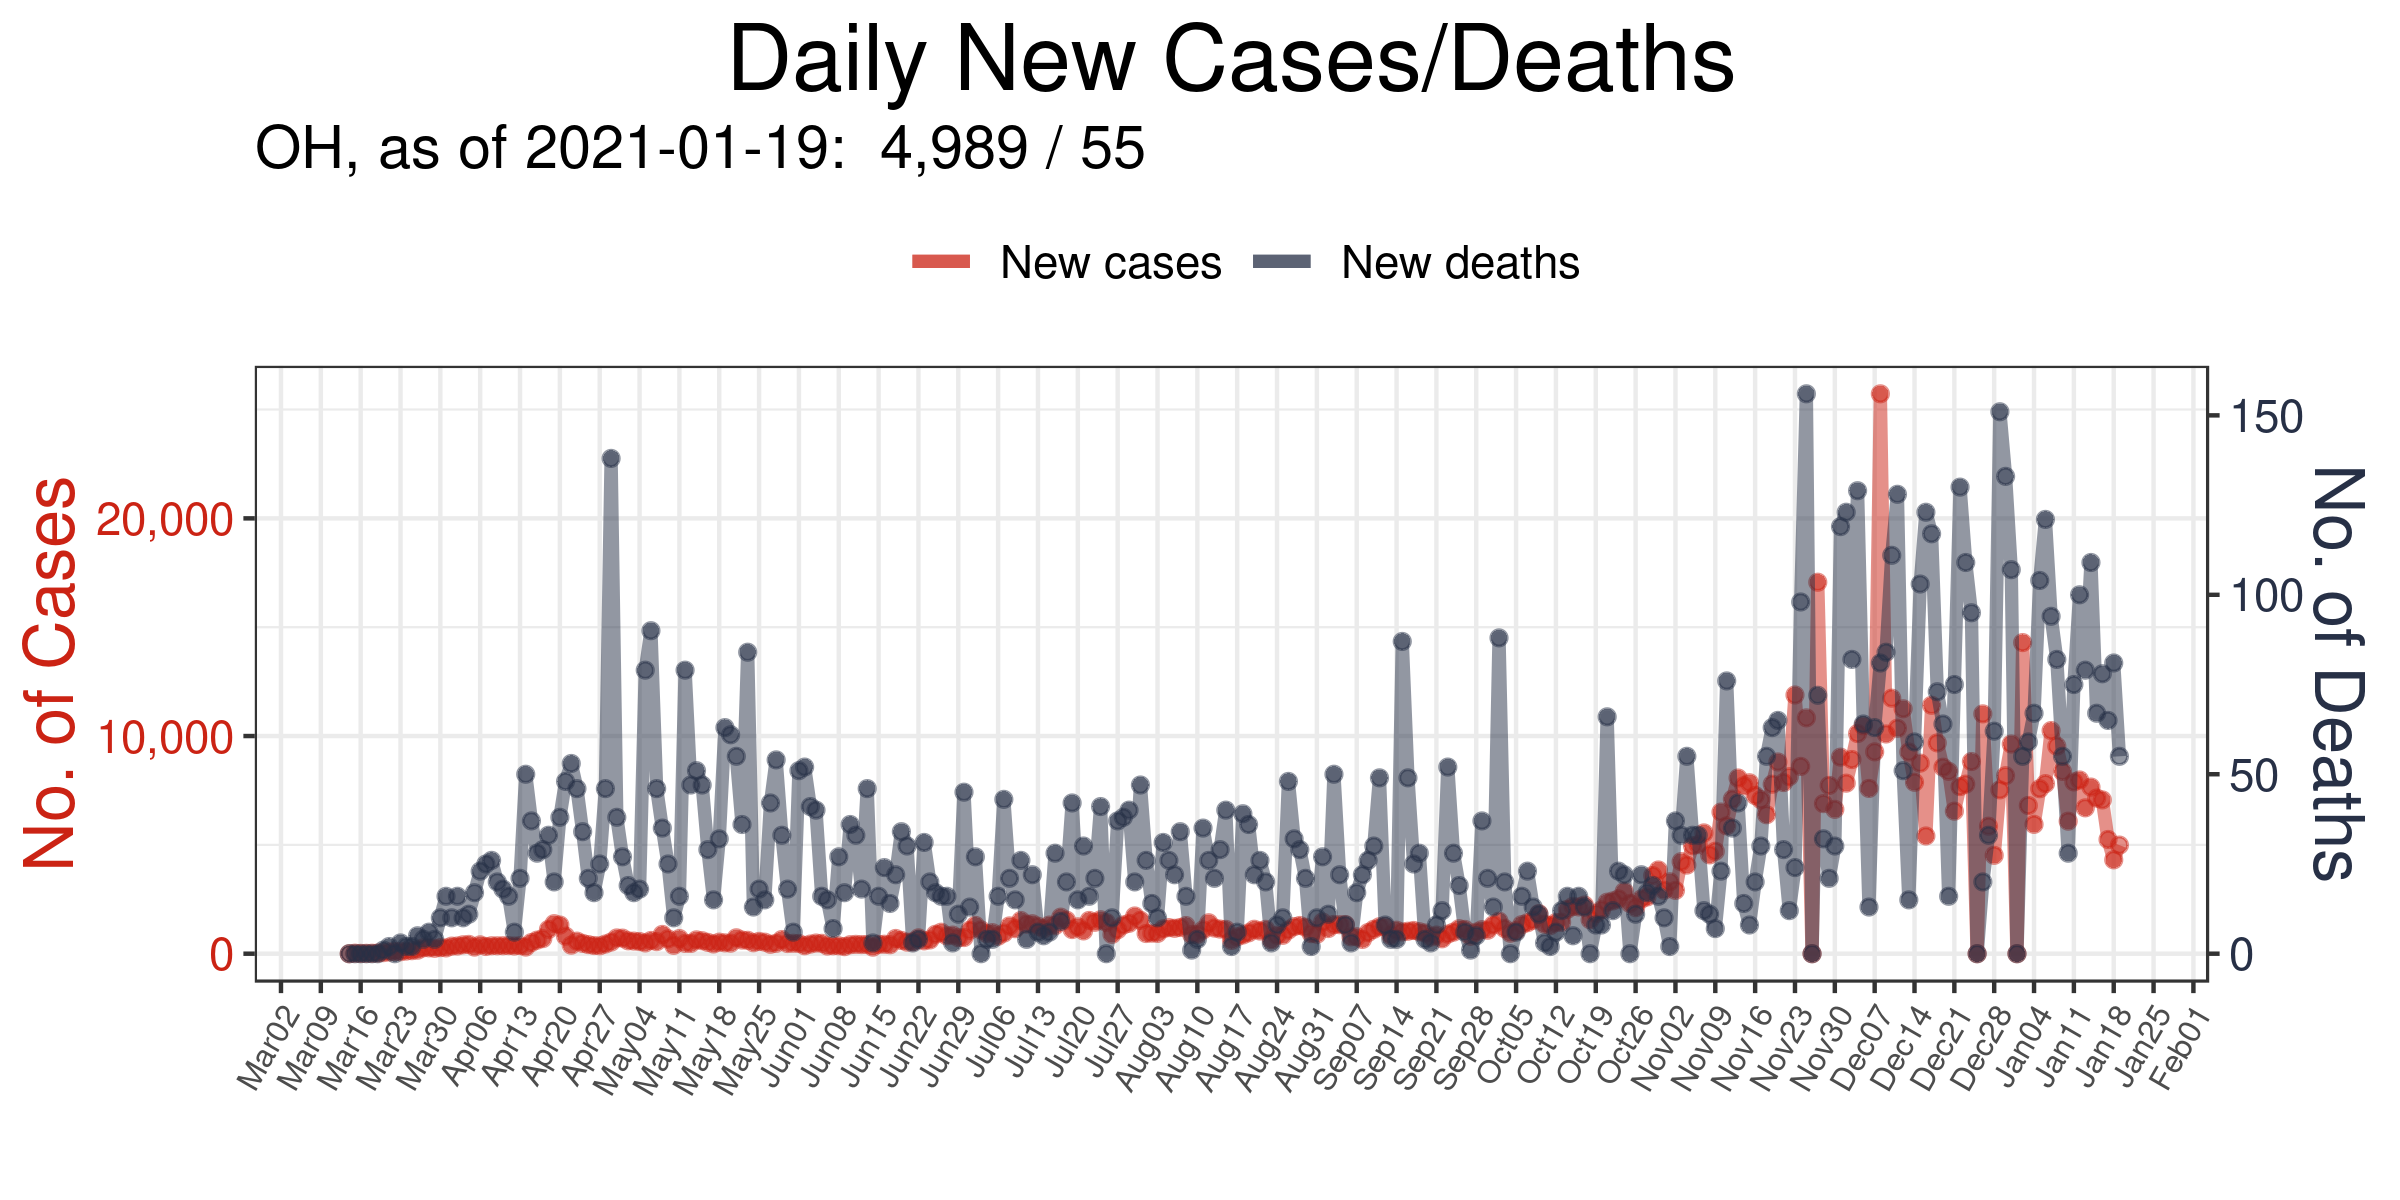 Daily New Cases/Deaths
OH, as of 2021-01-19:  4,989 / 55
New cases
New deaths
No. of Cases
20,000
10,000
0
150
100
50
0
No. of Deaths
Mar02
Mar09
Mar16
Mar23
Mar30
Apr06
Apr13
Apr20
Apr27
May04
May11
May18
May25
Jun01
Jun08
Jun15
Jun22
Jun29
Jul06
Jul13
Jul20
Jul27
Aug03
Aug10
Aug17
Aug24
Aug31
Sep07
Sep14
Sep21
Sep28
Oct05
Oct12
Oct19
Oct26
Nov02
Nov09
Nov16
Nov23
Nov30
Dec07
Dec14
Dec21
Dec28
Jan04
Jan11
Jan18
Jan25
Feb01